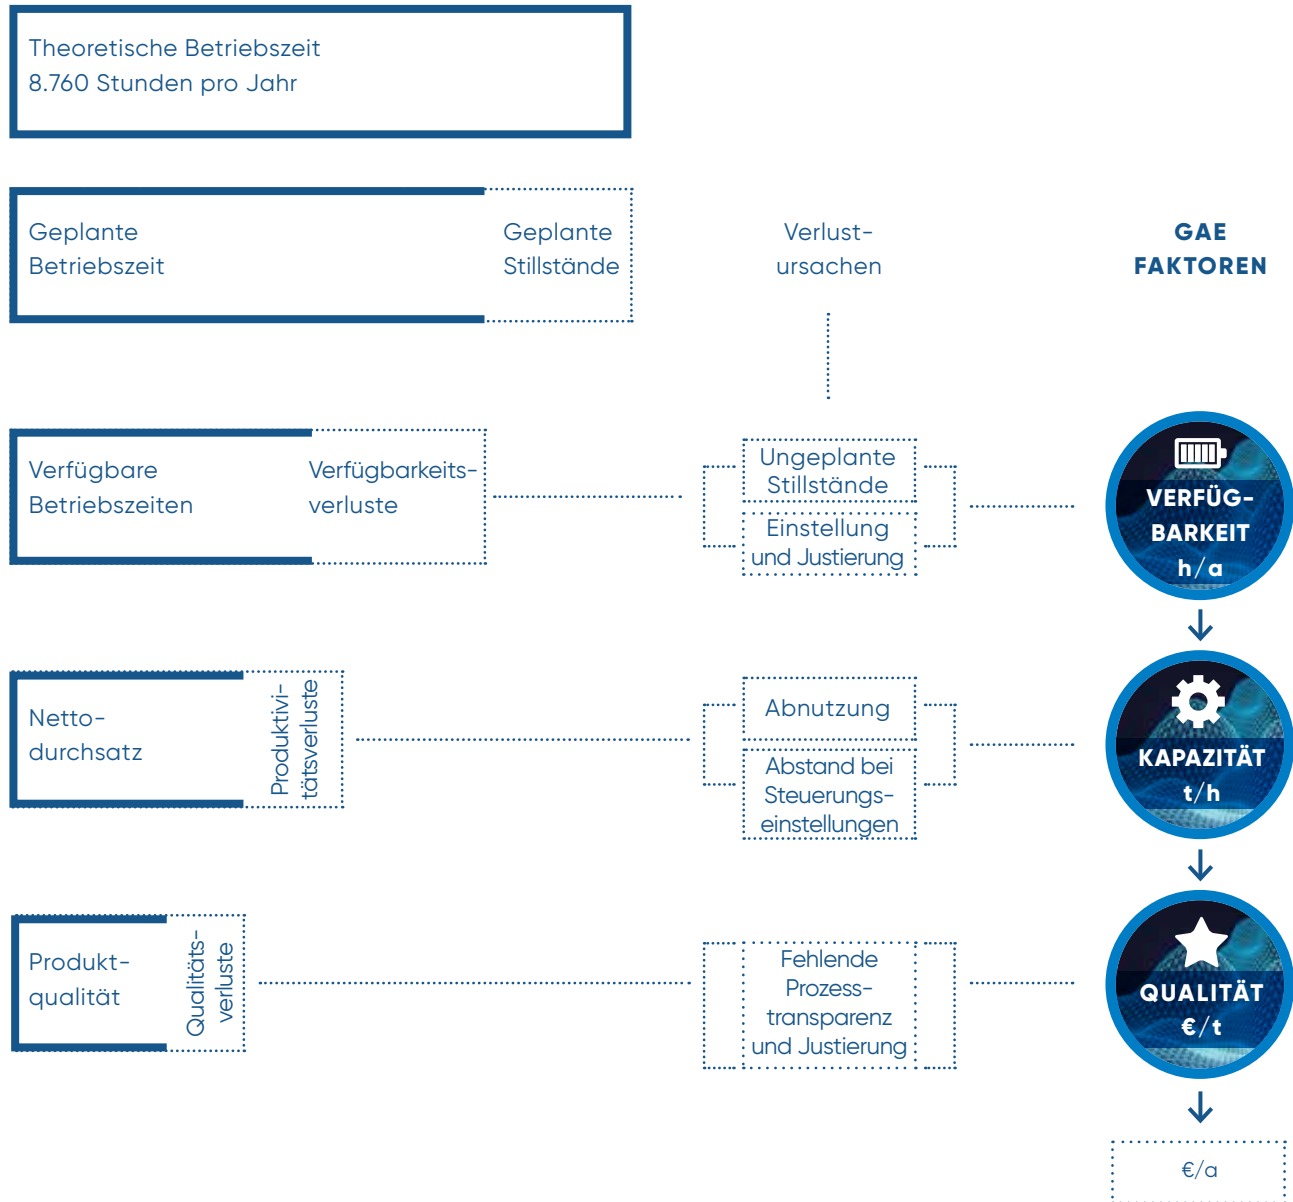 Theoretische Betriebszeit
8.760 Stunden pro Jahr
Geplante
Betriebszeit
Geplante
Stillstände
Verlust-
ursachen
GAE
FAKTOREN
Verfügbare
Betriebszeiten
Verfügbarkeits-
verluste
Ungeplante
Stillstände
Einstellung
und Justierung
VERFÜG-
BARKEIT
h/a
Netto-
durchsatz
Produktivi-
tätsverluste
Abnutzung
Abstand bei
Steuerungs-
einstellungen
KAPAZITÄT
t/h
Produkt-
qualität
Qualitäts-
verluste
Fehlende
Prozess-
transparenz
und Justierung
QUALITÄT
€/t
€/a